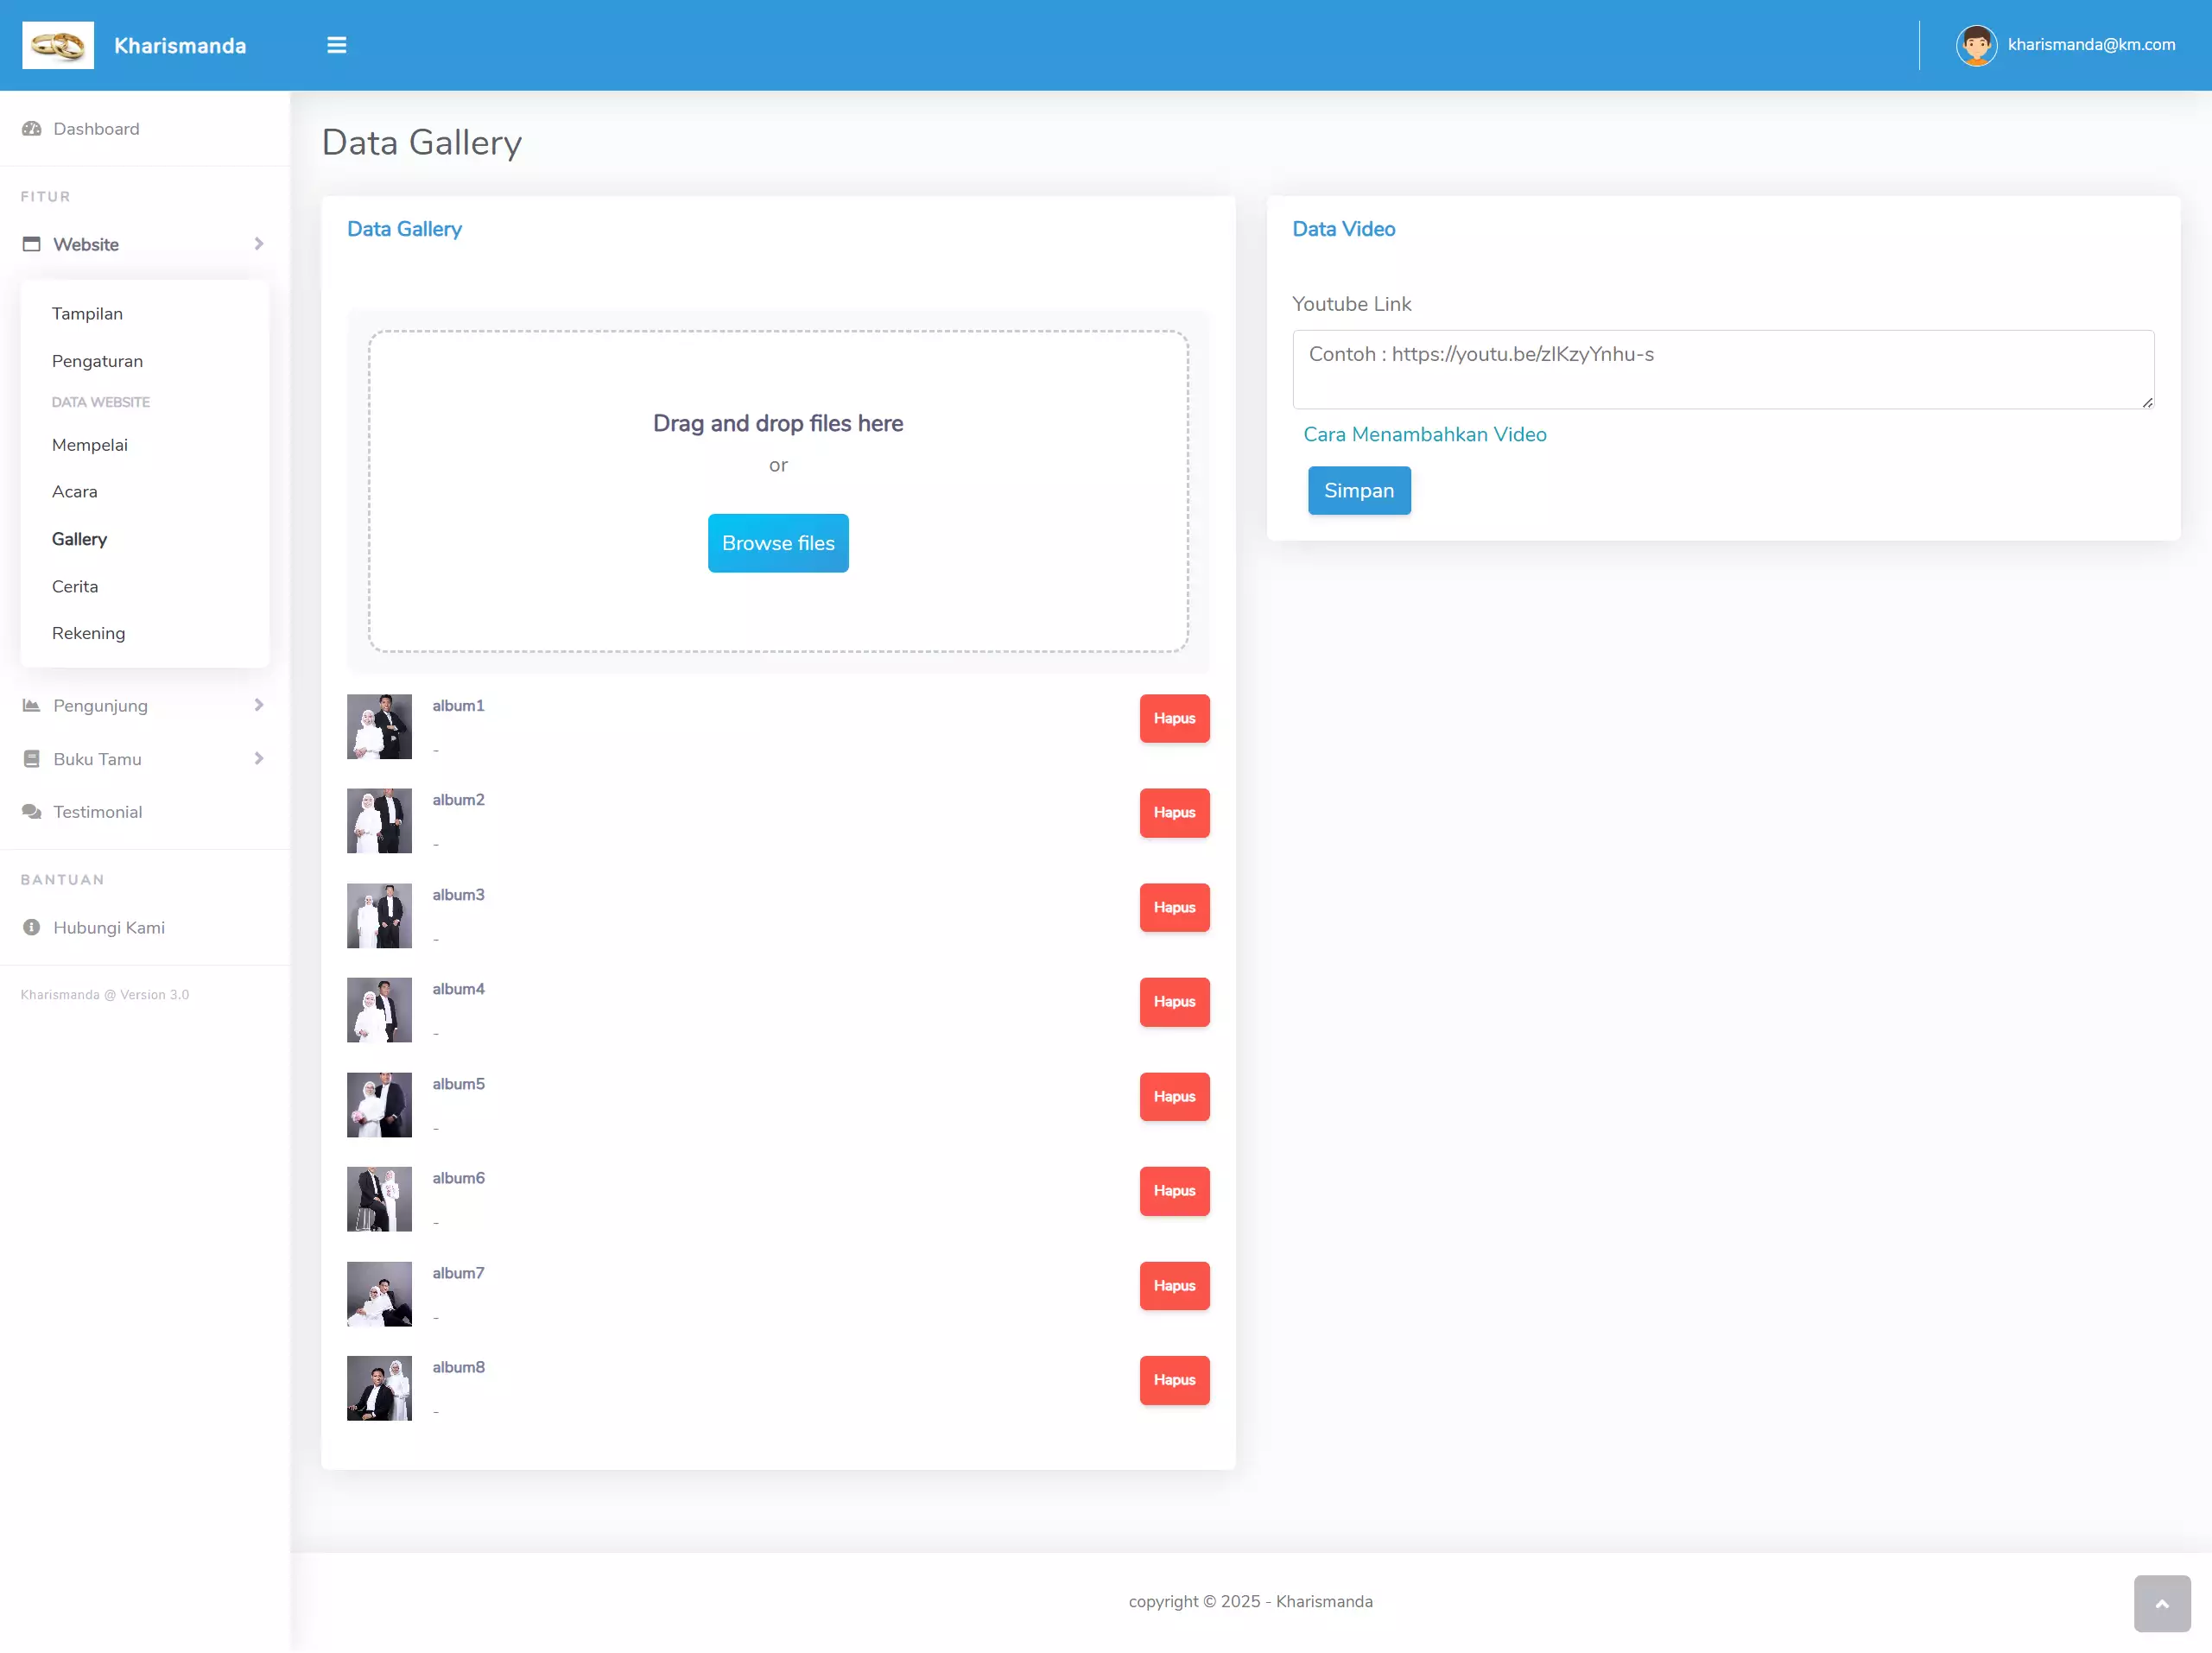 Kharismanda
kharismanda@km.com
Dashboard
FITUR
Website
Tampilan
Pengaturan
DATA WEBSITE
Mempelai
Acara
Gallery
Cerita
Rekening
Pengunjung
Buku Tamu
Testimonial
BANTUAN
Hubungi Kami
Kharismanda @ Version 3.0
Data Gallery
Data Gallery
Drag and drop files here
or
Browse files
album1
-
Hapus
album2
-
Hapus
album3
-
Hapus
album4
-
Hapus
album5
-
Hapus
album6
-
Hapus
album7
-
Hapus
album8
-
Hapus
Data Video
Youtube Link
Contoh : https://youtu.be/zIKzyYnhu-s
Cara Menambahkan Video
Simpan
copyright © 2025 - Kharismanda